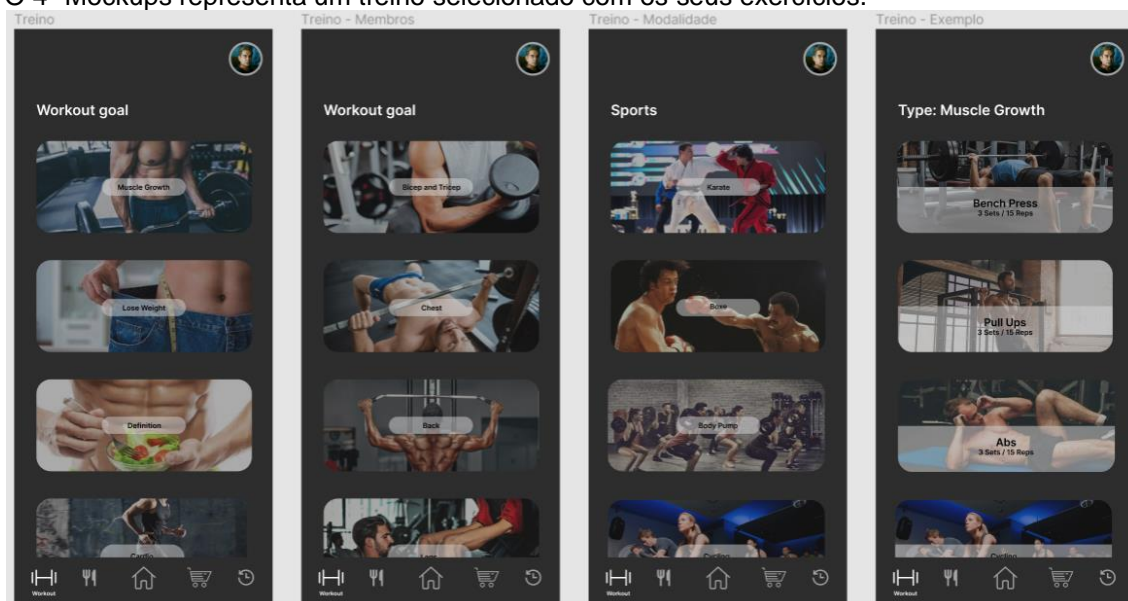 O 4º Mockups representa um treino selecionado com os seus exercícios.
Treino
Workout goal
Muscle Growth
Lose Weight
Definition
Cardio
Workout
Treino - Membros
Workout goal
Bicep and Tricep
Chest
Back
Legs
Workout
Treino - Modalidade
Sports
Karate
Boxe
Body Pump
Cycling
Workout
Treino - Exemplo
Type: Muscle Growth
Bench Press
3 Sets / 15 Reps
Pull Ups
3 Sets / 15 Reps
Abs
3 Sets / 15 Reps
Cycling
Workout